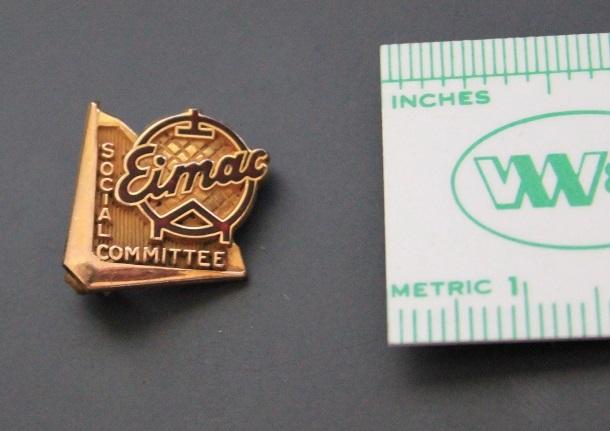 Eimac
SOCIAL
COMMITTEE
INCHES
METRIC 1